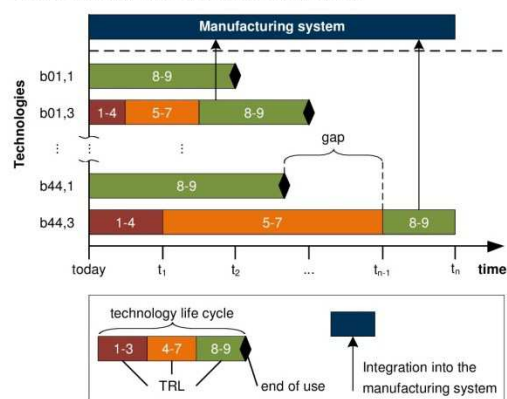 Manufacturing system
Technologies
b01,1
8-9
b01,3
1-4
5-7
8-9
gap
b44,1
8-9
b44,3
1-4
5-7
8-9
today
t1
t2
...
tn-1
tn
time
technology life cycle
1-3
4-7
8-9
TRL
end of use
Integration into the
manufacturing system